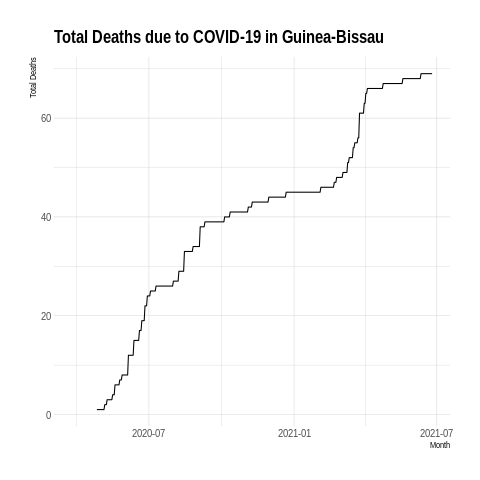 Total Deaths due to COVID-19 in Guinea-Bissau
Total Deaths
60
40
20
0
2020-07
2021-01
2021-07
Month